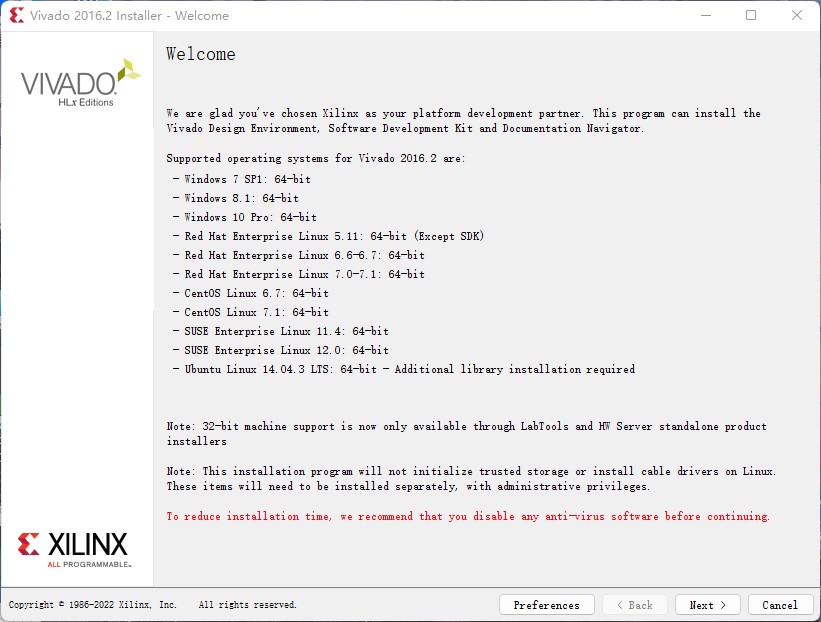 Vivado 2016.2 Installer - Welcome
VIVADO.
HLx Editions
Welcome
We are glad you've chosen Xilinx as your platform development partner. This program can install the
Vivado Design Environment, Software Development Kit and Documentation Navigator.
Supported operating systems for Vivado 2016.2 are:
- Windows 7 SP1: 64-bit
- Windows 8.1: 64-bit
- Windows 10 Pro: 64-bit
- Red Hat Enterprise Linux 5.11: 64-bit (Except SDK)
- Red Hat Enterprise Linux 6.6-6.7: 64-bit
- Red Hat Enterprise Linux 7.0-7.1: 64-bit
- CentOS Linux 6.7: 64-bit
- CentOS Linux 7.1: 64-bit
- SUSE Enterprise Linux 11.4: 64-bit
- SUSE Enterprise Linux 12.0: 64-bit
- Ubuntu Linux 14.04.3 LTS: 64-bit - Additional library installation required
Note: 32-bit machine support is now only available through LabTools and HW Server standalone product
installers
Note: This installation program will not initialize trusted storage or install cable drivers on Linux.
These items will need to be installed separately, with administrative privileges.
To reduce installation time, we recommend that you disable any anti-virus software before continuing.
XILINX
ALL PROGRAMMABLE™
Copyright © 1986-2022 Xilinx, Inc. All rights reserved.
Preferences < Back Next > Cancel